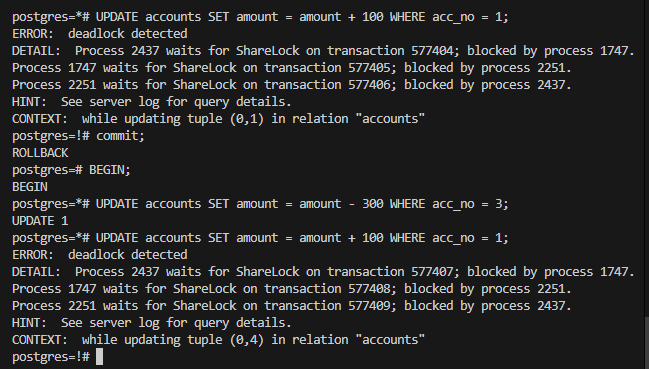 postgres=*# UPDATE accounts SET amount = amount + 100 WHERE acc_no = 1;
ERROR:  deadlock detected
DETAIL:  Process 2437 waits for ShareLock on transaction 577404; blocked by process 1747.
Process 1747 waits for ShareLock on transaction 577405; blocked by process 2251.
Process 2251 waits for ShareLock on transaction 577406; blocked by process 2437.
HINT:  See server log for query details.
CONTEXT:  while updating tuple (0,1) in relation "accounts"
postgres=!# commit;
ROLLBACK
postgres=# BEGIN;
BEGIN
postgres=*# UPDATE accounts SET amount = amount - 300 WHERE acc_no = 3;
UPDATE 1
postgres=*# UPDATE accounts SET amount = amount + 100 WHERE acc_no = 1;
ERROR:  deadlock detected
DETAIL:  Process 2437 waits for ShareLock on transaction 577407; blocked by process 1747.
Process 1747 waits for ShareLock on transaction 577408; blocked by process 2251.
Process 2251 waits for ShareLock on transaction 577409; blocked by process 2437.
HINT:  See server log for query details.
CONTEXT:  while updating tuple (0,4) in relation "accounts"
postgres=!#